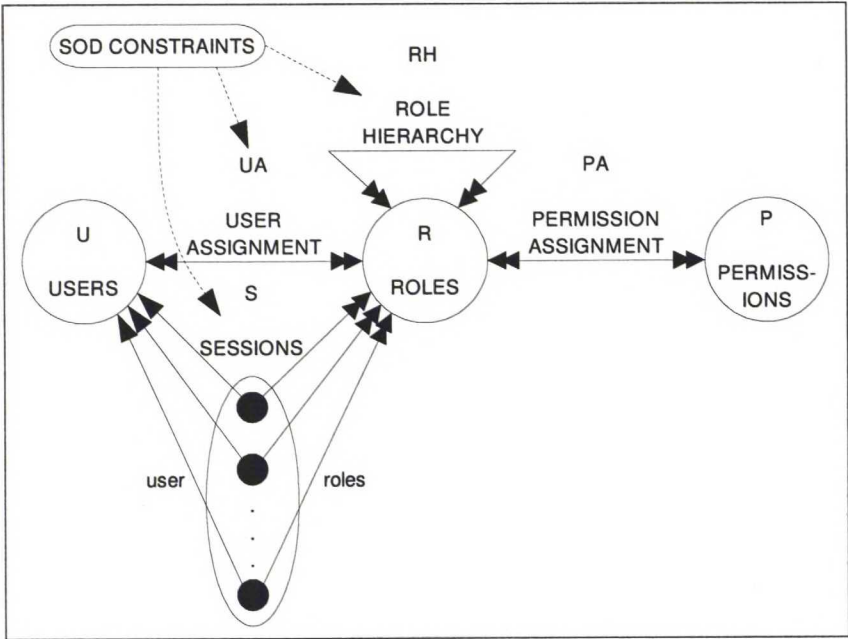 SOD CONSTRAINTS
RH
ROLE
HIERARCHY
UA
PA
USER
ASSIGNMENT
PERMISSION
ASSIGNMENT
U
USERS
R
ROLES
P
PERMISS-
IONS
S
SESSIONS
user
roles